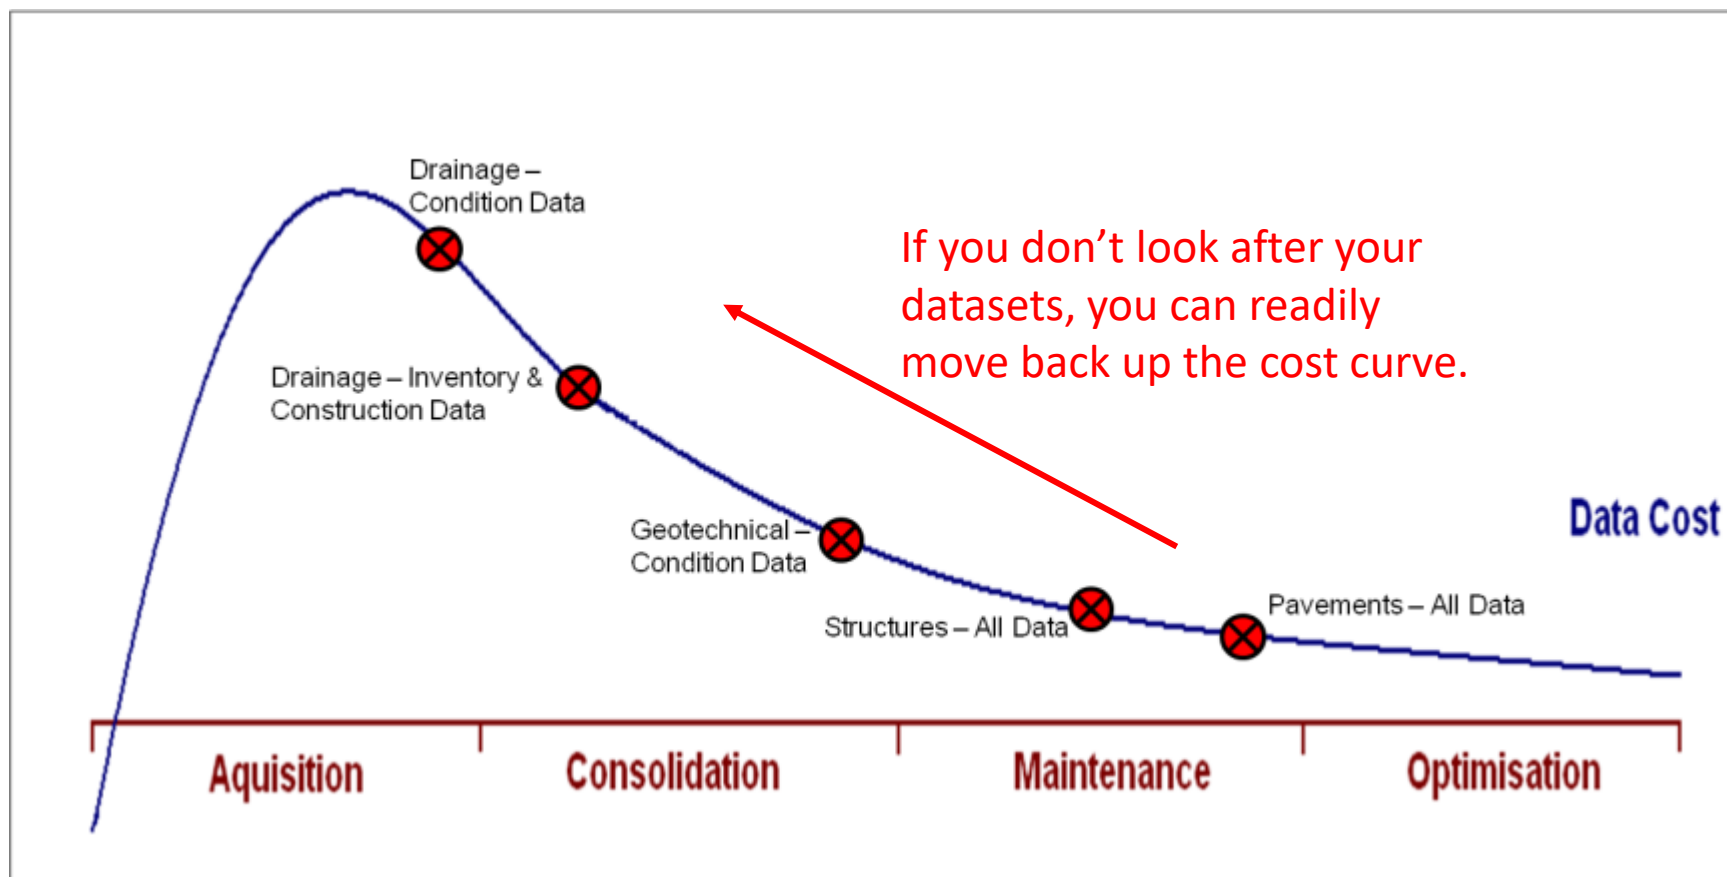 Drainage –
Condition Data
If you don’t look after your
datasets, you can readily
move back up the cost curve.
Drainage – Inventory &
Construction Data
Data Cost
Geotechnical –
Condition Data
Structures – All Data
Pavements – All Data
Aquisition
Consolidation
Maintenance
Optimisation